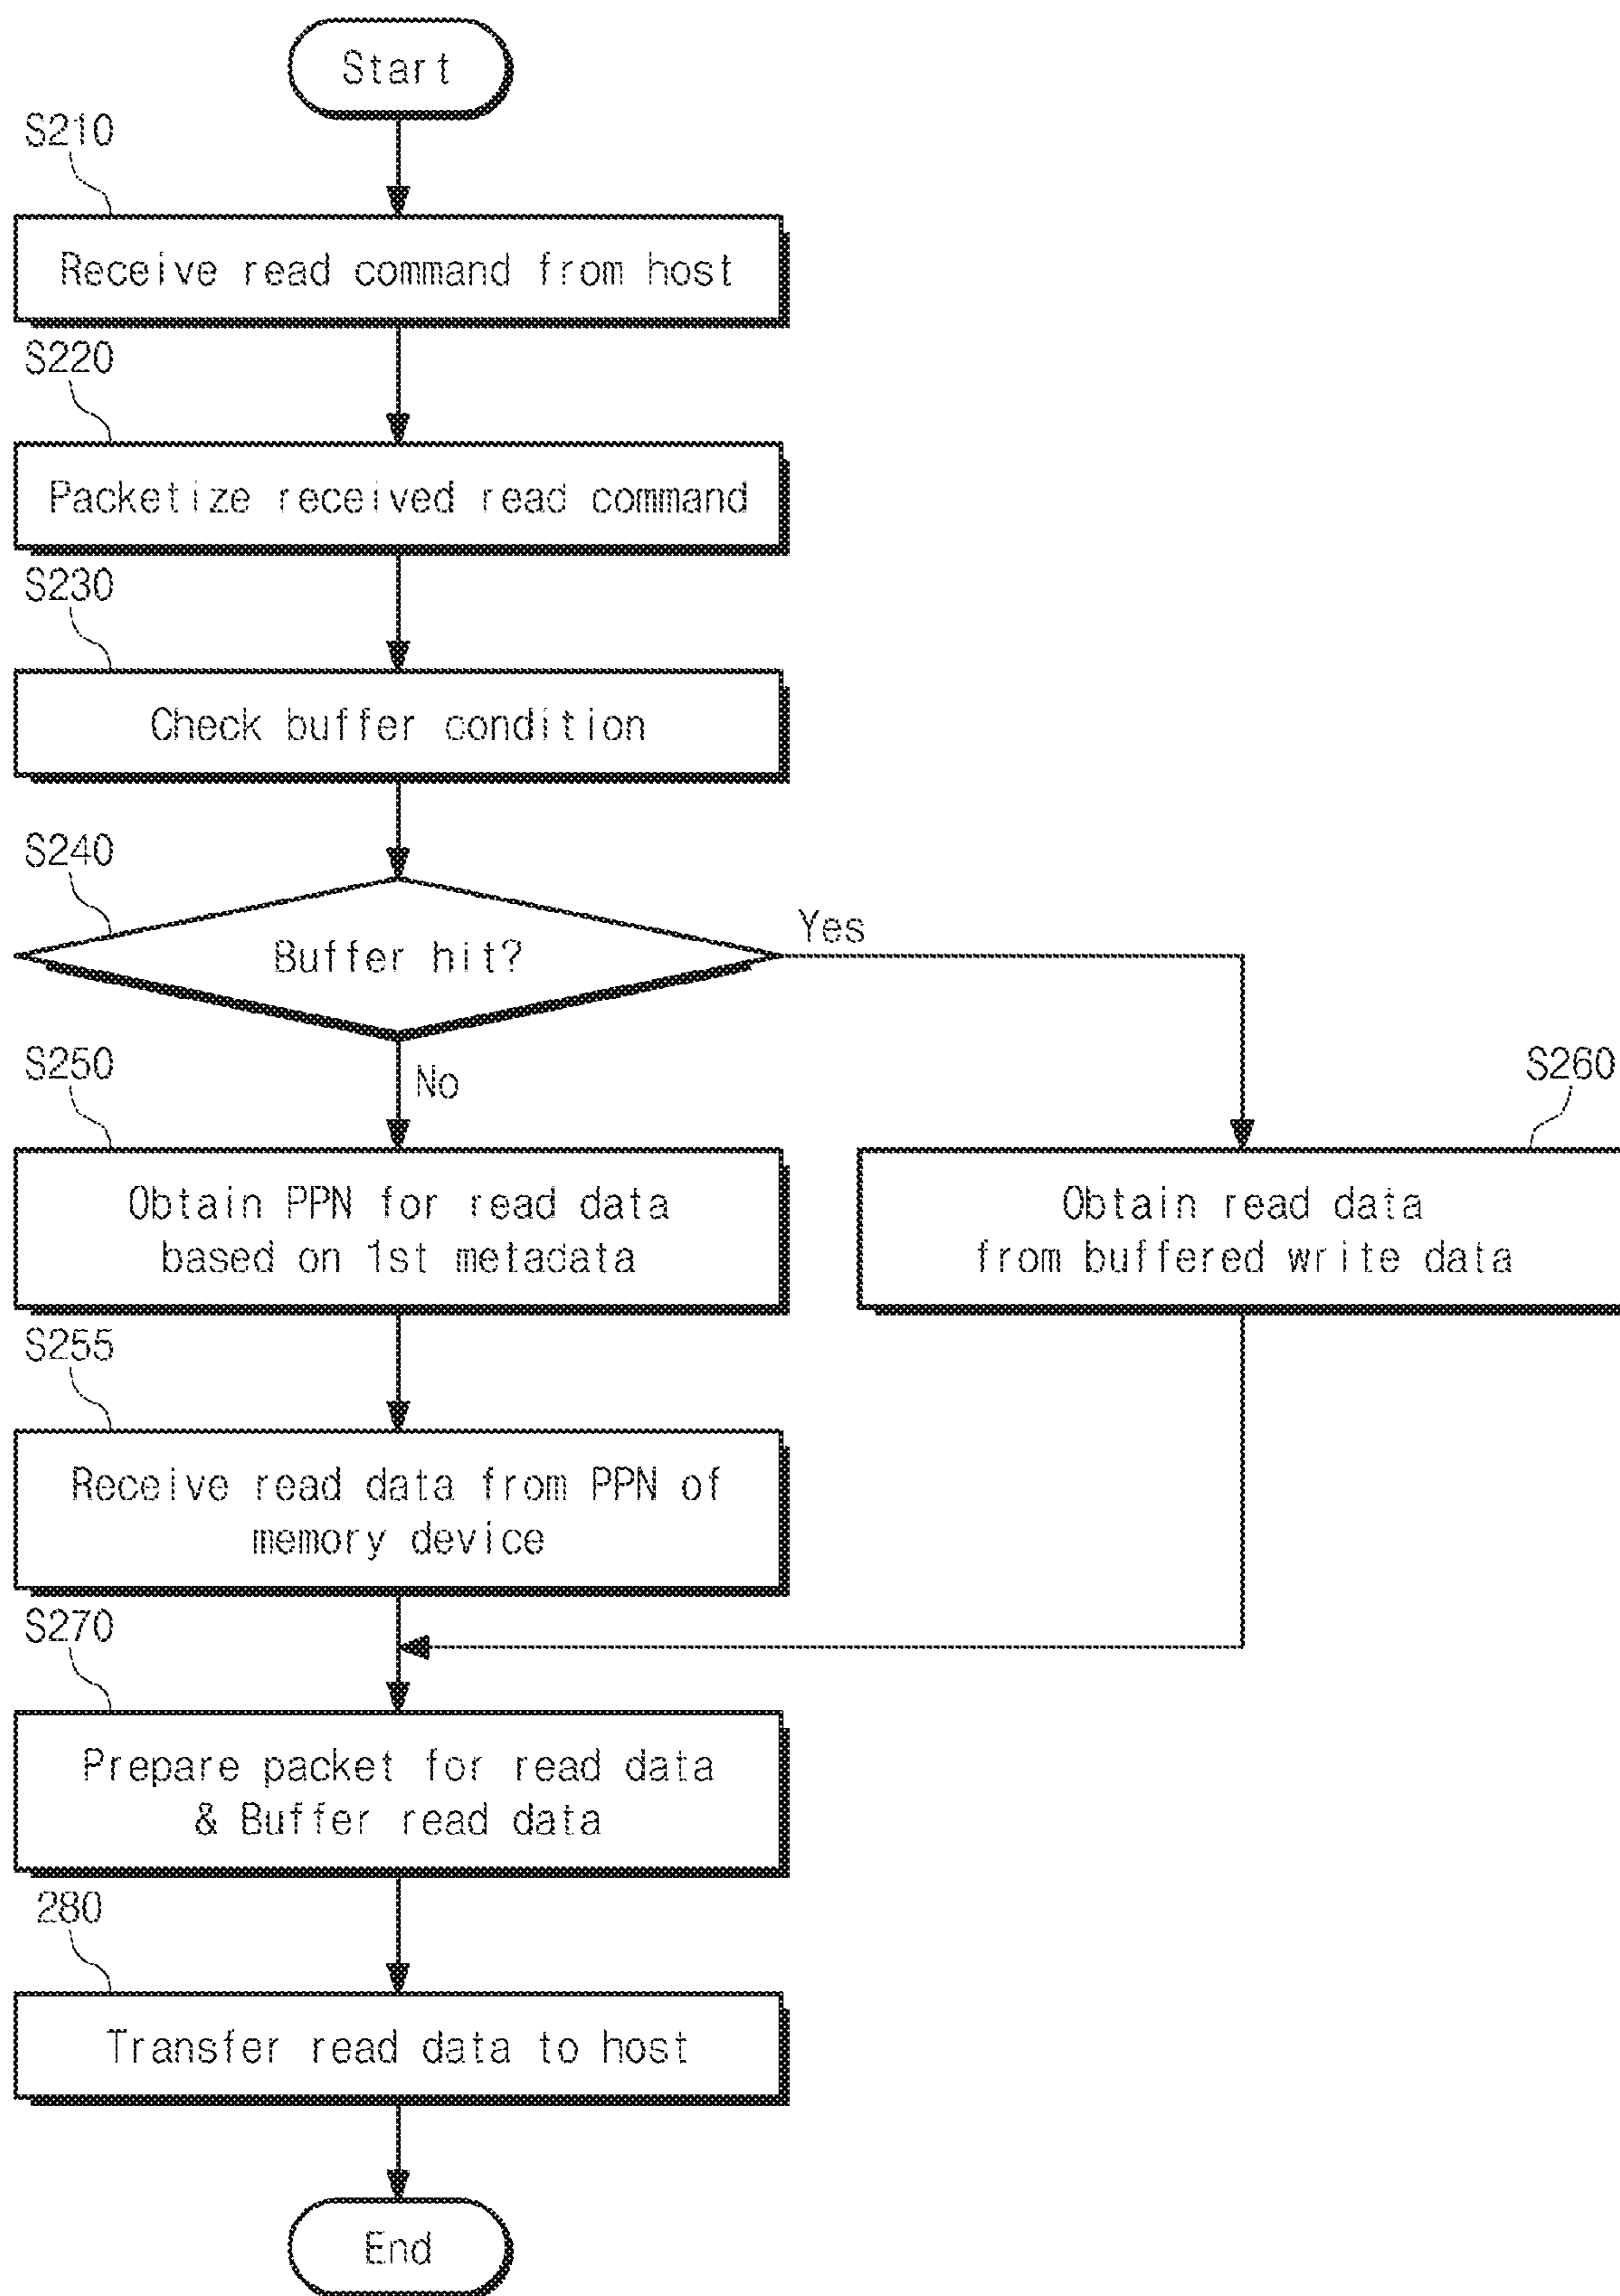 Start
S210
Receive read command from host
S220
Packetize received read command
S230
Check buffer condition
S240
Buffer hit?
Yes
No
S250
Obtain PPN for read data
based on 1st metadata
S260
Obtain read data
from buffered write data
S255
Receive read data from PPN of
memory device
S270
Prepare packet for read data
& Buffer read data
280
Transfer read data to host
End